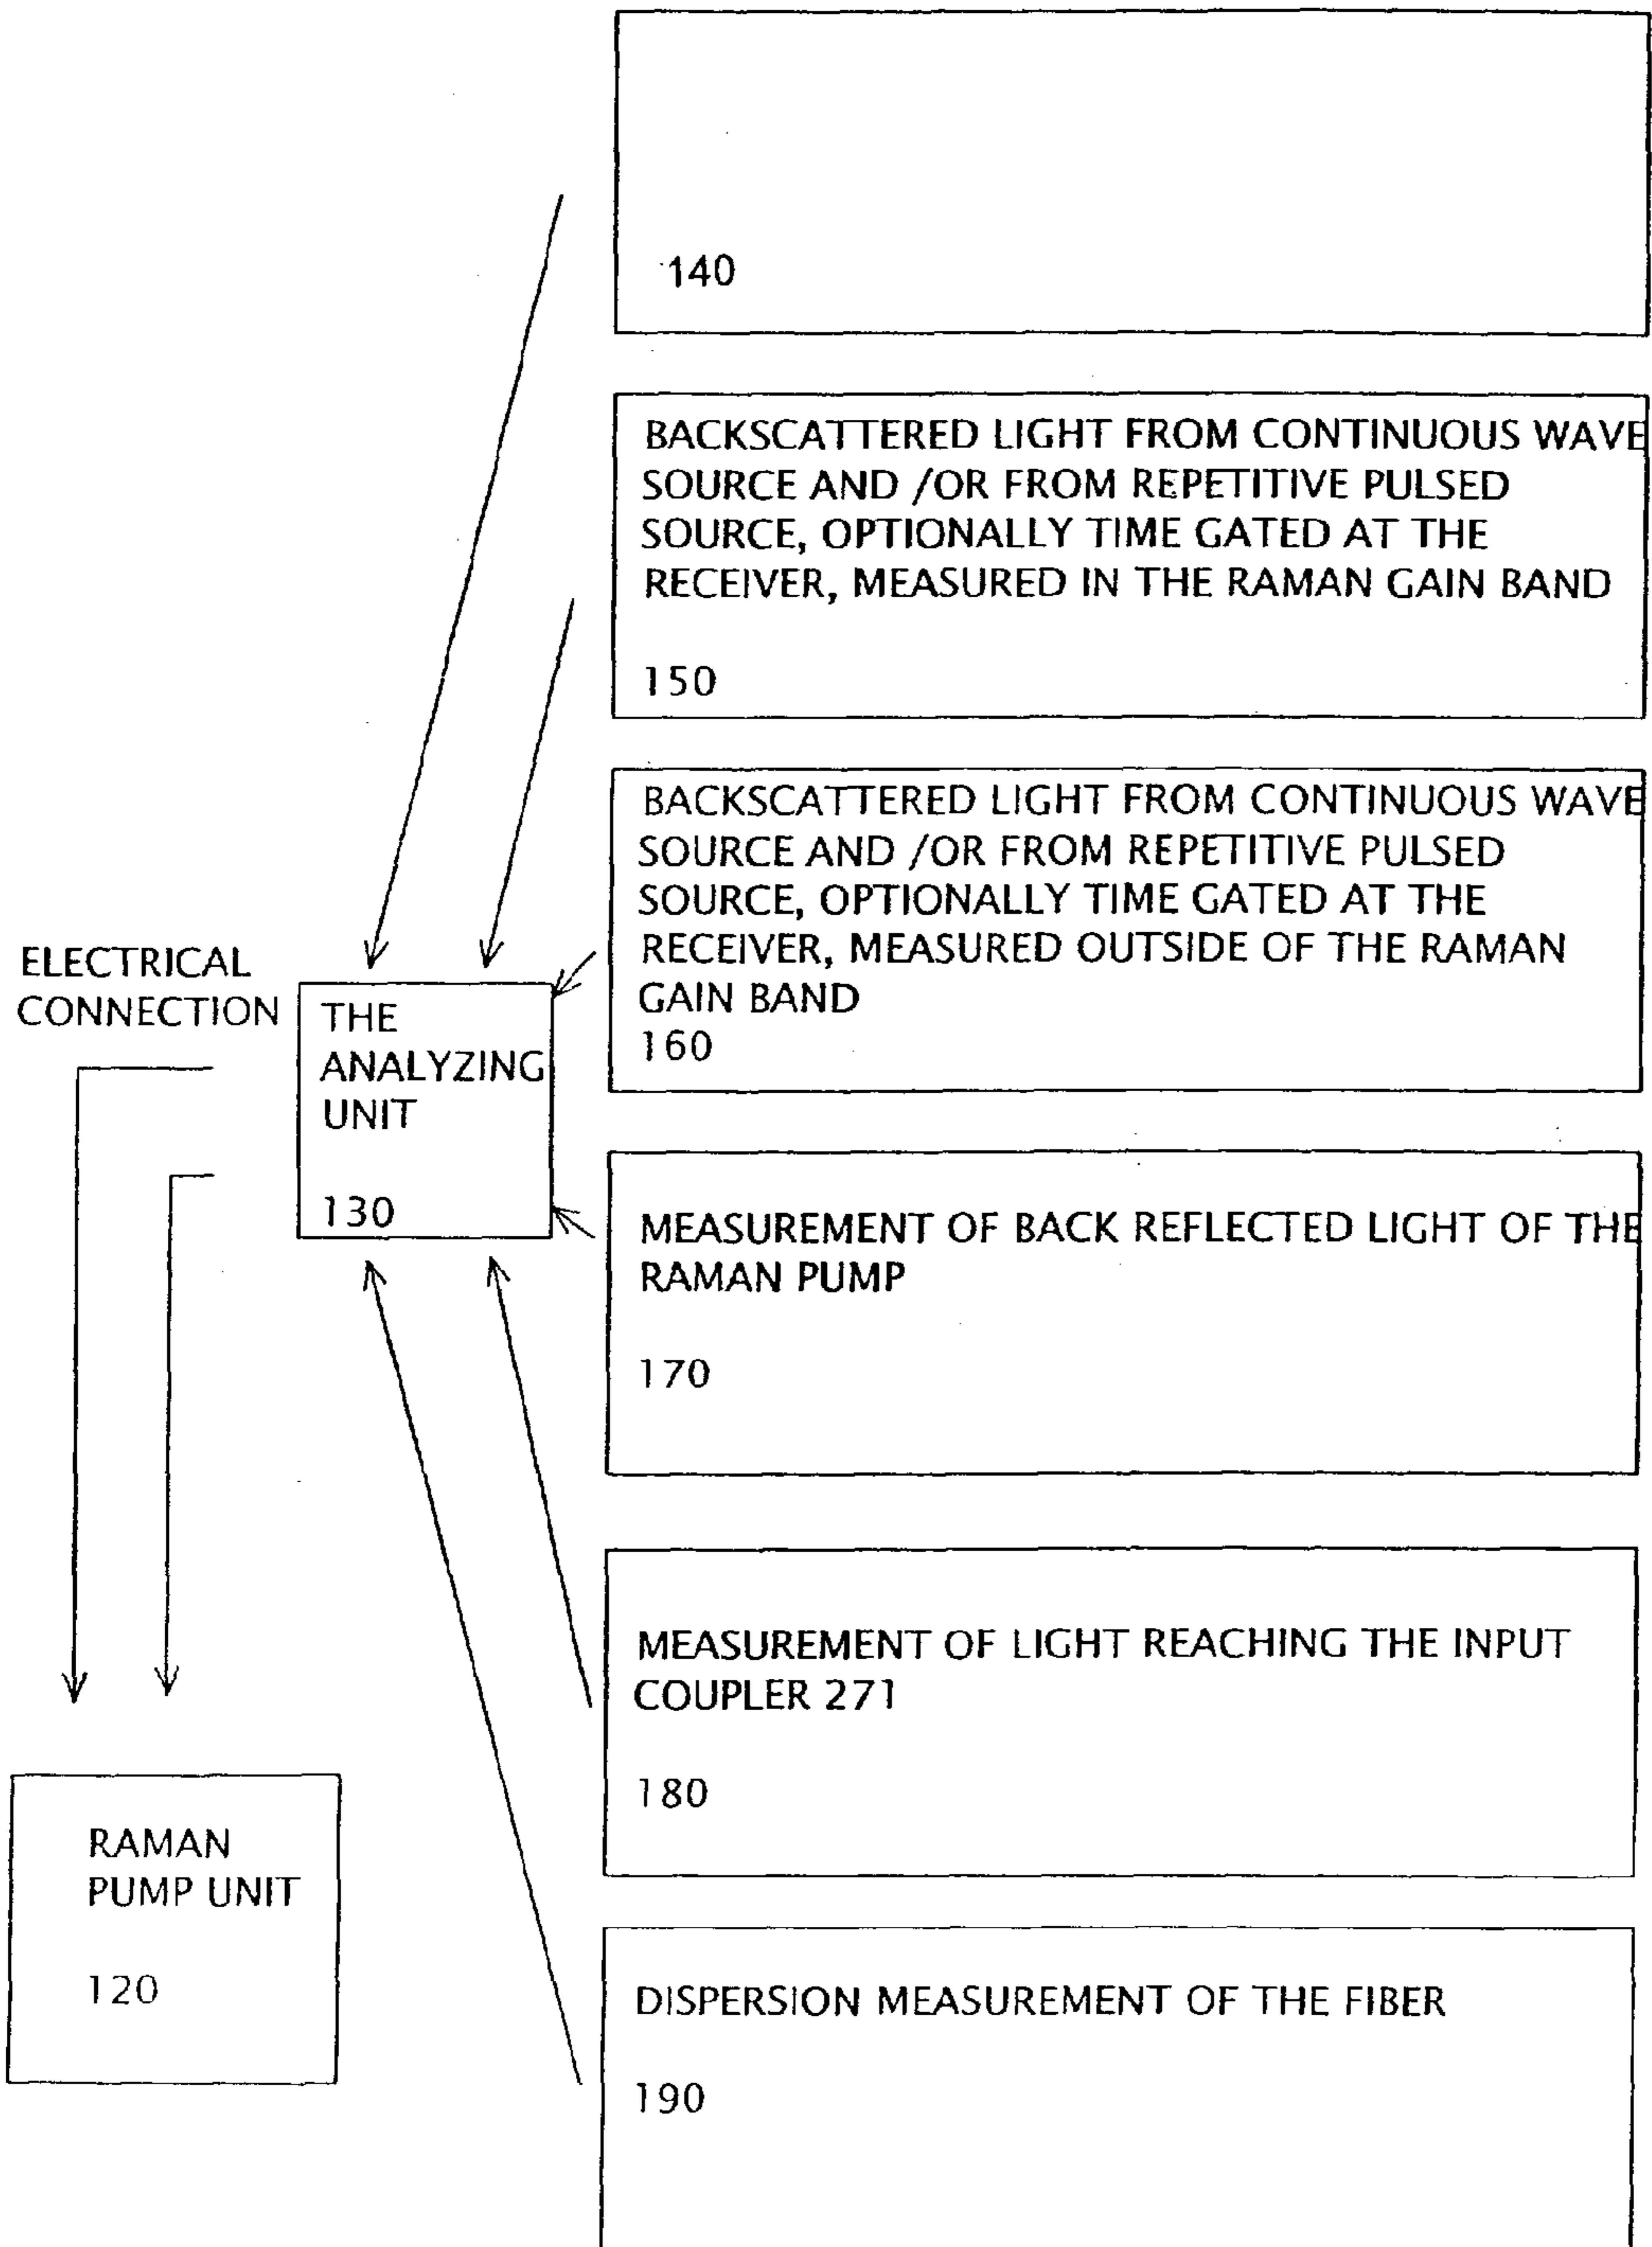 140
BACKSCATTERED LIGHT FROM CONTINUOUS WAVE
SOURCE AND /OR FROM REPETITIVE PULSED
SOURCE, OPTIONALLY TIME GATED AT THE
RECEIVER, MEASURED IN THE RAMAN GAIN BAND
150
BACKSCATTERED LIGHT FROM CONTINUOUS WAVE
SOURCE AND /OR FROM REPETITIVE PULSED
SOURCE, OPTIONALLY TIME GATED AT THE
RECEIVER, MEASURED OUTSIDE OF THE RAMAN
GAIN BAND
160
ELECTRICAL
CONNECTION
THE
ANALYZING
UNIT
130
MEASUREMENT OF BACK REFLECTED LIGHT OF THE
RAMAN PUMP
170
MEASUREMENT OF LIGHT REACHING THE INPUT
COUPLER 271
180
RAMAN
PUMP UNIT
120
DISPERSION MEASUREMENT OF THE FIBER
190